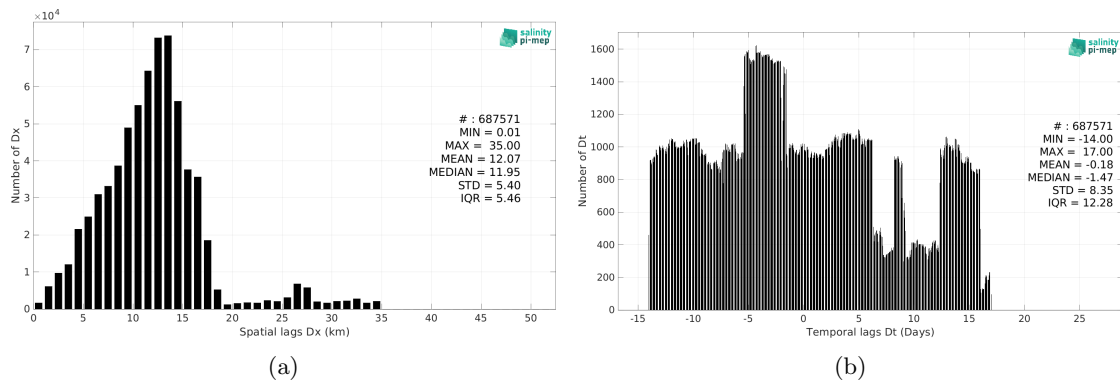 ×10⁴
7
6
5
4
3
2
1
0
Number of Dx
0 5 10 15 20 25 30 35 40 45 50
Spatial lags Dx (km)
salinity
pi-mep
# : 687571
MIN = 0.01
MAX = 35.00
MEAN = 12.07
MEDIAN = 11.95
STD = 5.40
IQR = 5.46
(a)
1600
1400
1200
1000
800
600
400
200
0
Number of Dt
-15 -10 -5 0 5 10 15 20 25
Temporal lags Dt (Days)
salinity
pi-mep
# : 687571
MIN = -14.00
MAX = 17.00
MEAN = -0.18
MEDIAN = -1.47
STD = 8.35
IQR = 12.28
(b)